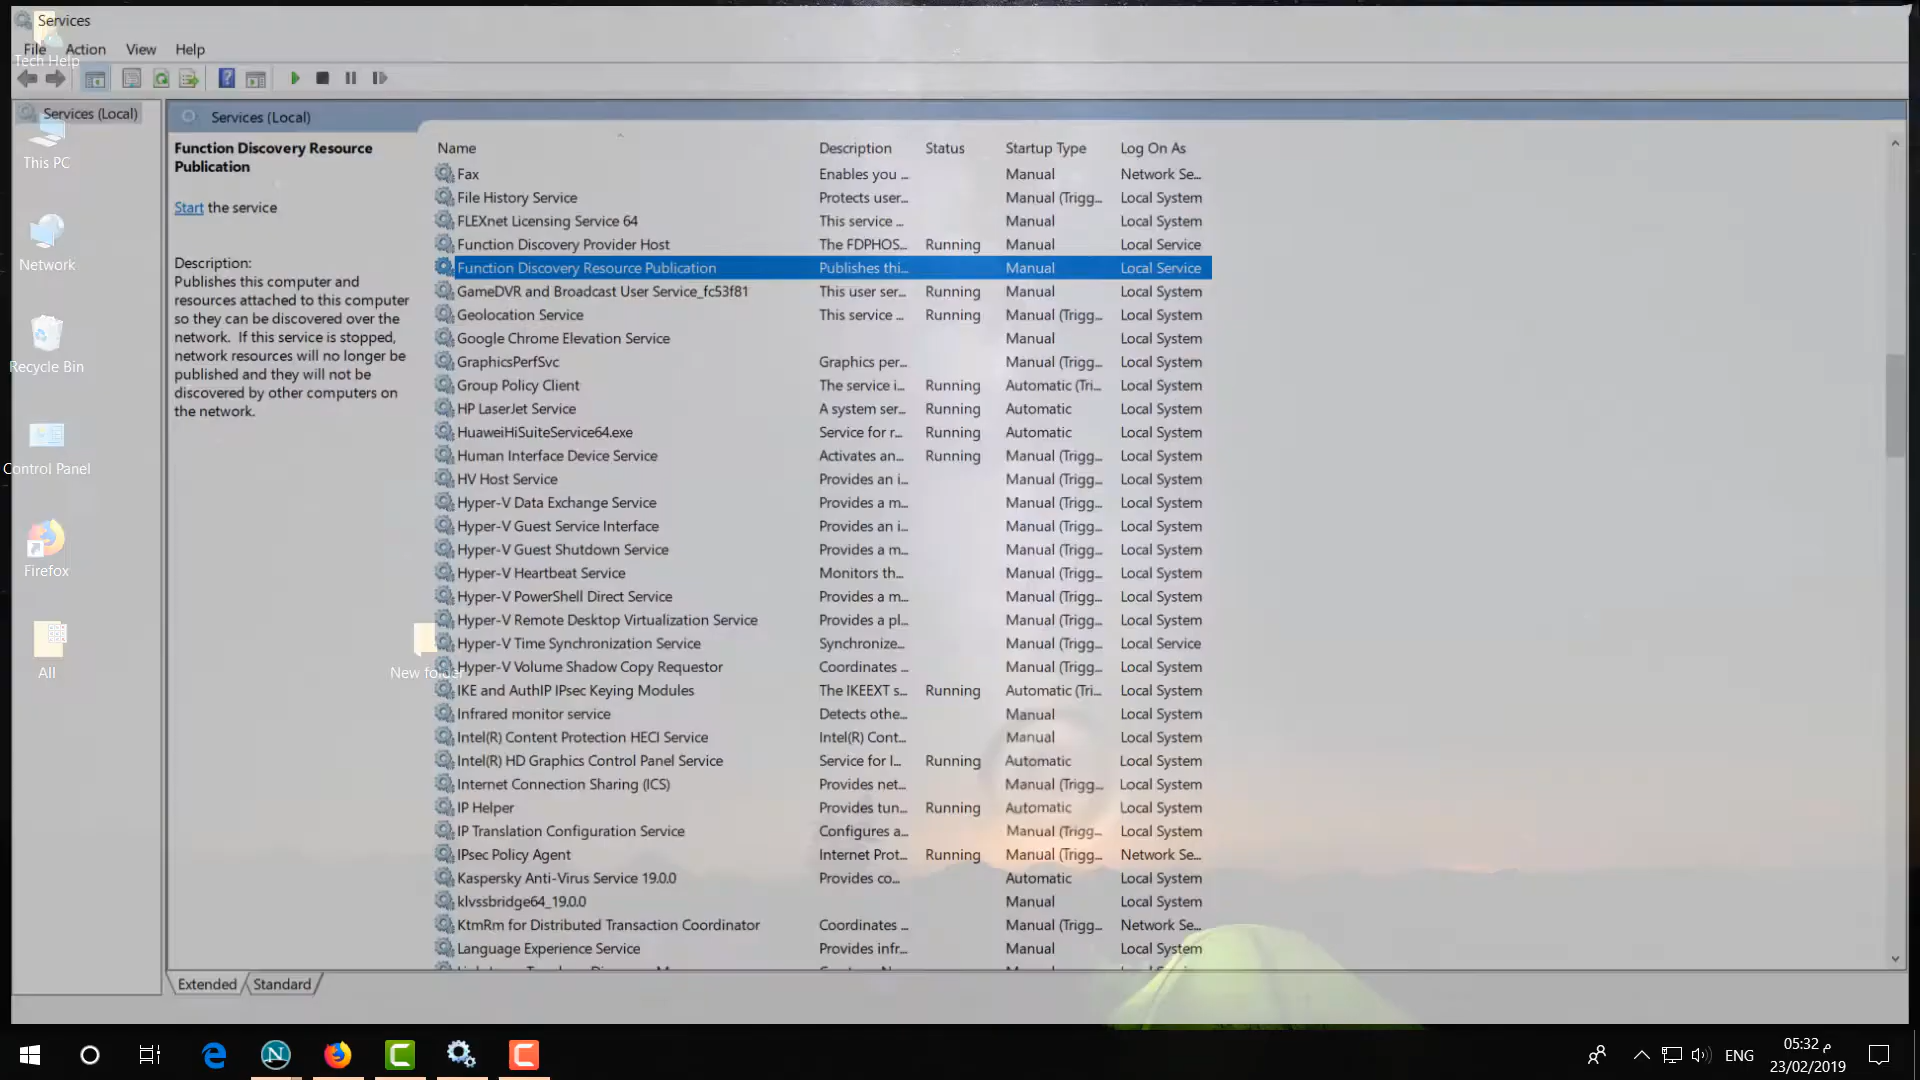 Services
File Action View Help
Tech Help
Services (Local)
Services (Local)
This PC
Network
Recycle Bin
Control Panel
Firefox
All
New folder
Function Discovery Resource
Publication
Start the service
Description:
Publishes this computer and
resources attached to this computer
so they can be discovered over the
network. If this service is stopped,
network resources will no longer be
published and they will not be
discovered by other computers on
the network.
Name Description Status Startup Type Log On As
Fax Enables you ... Manual Network Se...
File History Service Protects user... Manual (Trigg... Local System
FLEXnet Licensing Service 64 This service ... Manual Local System
Function Discovery Provider Host The FDPHOS... Running Manual Local Service
Function Discovery Resource Publication Publishes thi... Manual Local Service
GameDVR and Broadcast User Service_fc53f81 This user ser... Running Manual Local System
Geolocation Service This service ... Running Manual (Trigg... Local System
Google Chrome Elevation Service Manual Local System
GraphicsPerfSvc Graphics per... Manual (Trigg... Local System
Group Policy Client The service i... Running Automatic (Tri... Local System
HP LaserJet Service A system ser... Running Automatic Local System
HuaweiHiSuiteService64.exe Service for r... Running Automatic Local System
Human Interface Device Service Activates an... Running Manual (Trigg... Local System
HV Host Service Provides an i... Manual (Trigg... Local System
Hyper-V Data Exchange Service Provides a m... Manual (Trigg... Local System
Hyper-V Guest Service Interface Provides an i... Manual (Trigg... Local System
Hyper-V Guest Shutdown Service Provides a m... Manual (Trigg... Local System
Hyper-V Heartbeat Service Monitors th... Manual (Trigg... Local System
Hyper-V PowerShell Direct Service Provides a m... Manual (Trigg... Local System
Hyper-V Remote Desktop Virtualization Service Provides a pl... Manual (Trigg... Local System
Hyper-V Time Synchronization Service Synchronize... Manual (Trigg... Local Service
Hyper-V Volume Shadow Copy Requestor Coordinates ... Manual (Trigg... Local System
IKE and AuthIP IPsec Keying Modules The IKEEXT s... Running Automatic (Tri... Local System
Infrared monitor service Detects othe... Manual Local System
Intel(R) Content Protection HECI Service Intel(R) Cont... Manual Local System
Intel(R) HD Graphics Control Panel Service Service for I... Running Automatic Local System
Internet Connection Sharing (ICS) Provides net... Manual (Trigg... Local System
IP Helper Provides tun... Running Automatic Local System
IP Translation Configuration Service Configures a... Manual (Trigg... Local System
IPsec Policy Agent Internet Prot... Running Manual (Trigg... Network Se...
Kaspersky Anti-Virus Service 19.0.0 Provides co... Automatic Local System
klvssbridge64_19.0.0 Manual Local System
KtmRm for Distributed Transaction Coordinator Coordinates ... Manual (Trigg... Network Se...
Language Experience Service Provides infr... Manual Local System
Extended Standard
ENG
05:32 م
23/02/2019